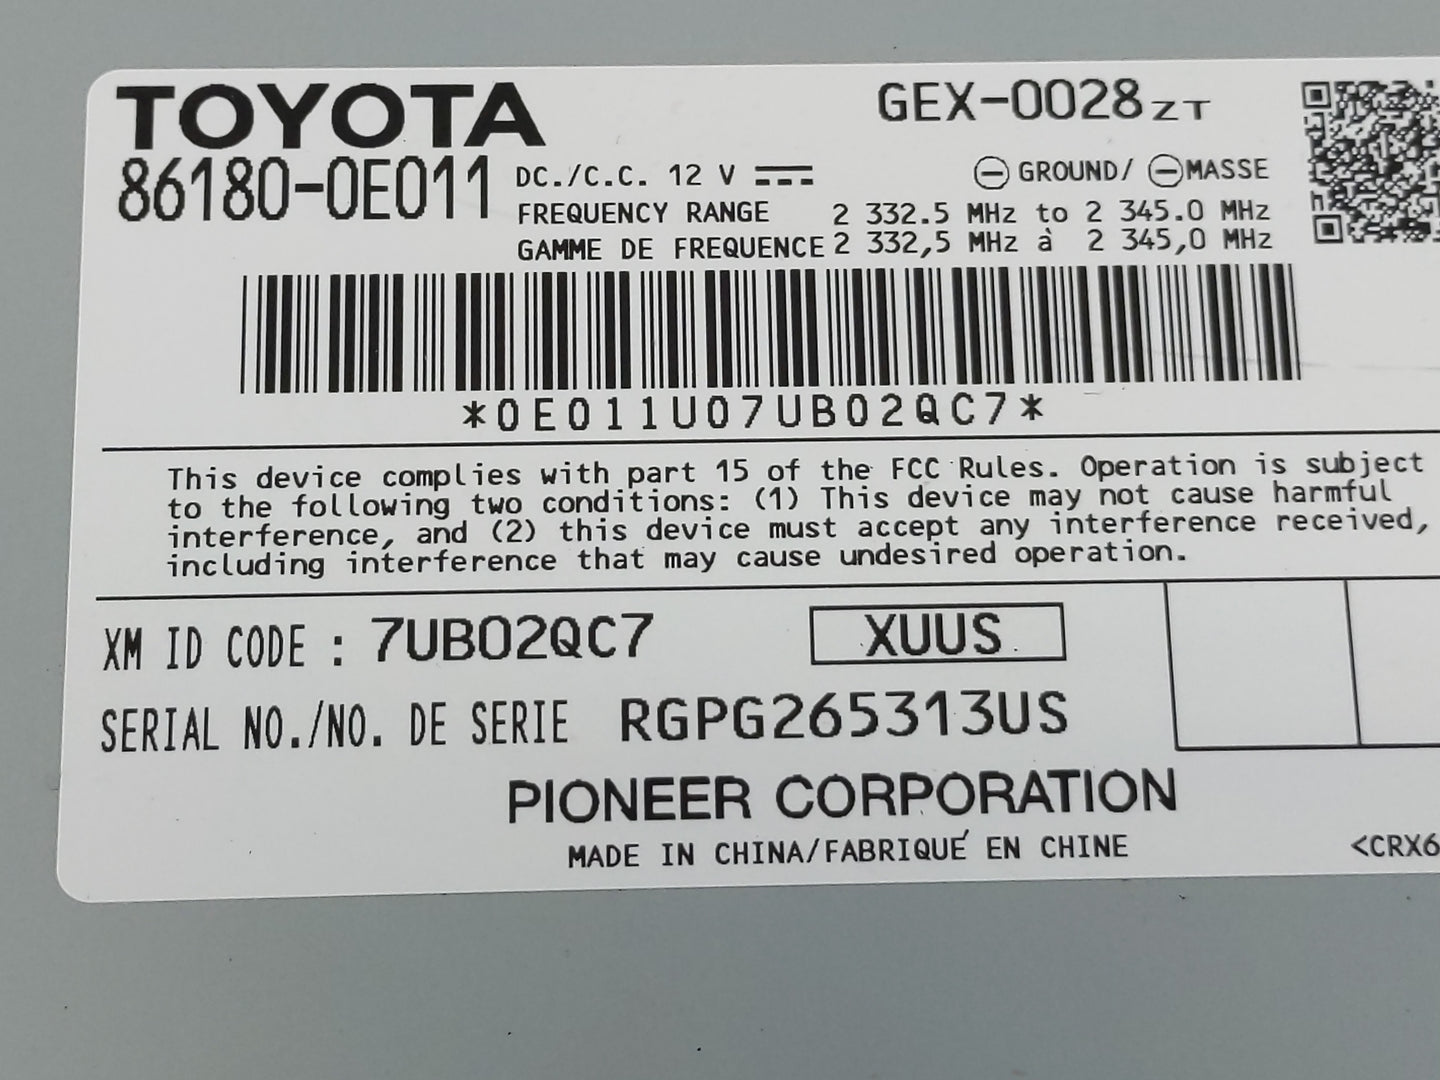 TOYOTA
GEX-0028ZT
86180-0E011
DC./C.C. 12 V
⊖GROUND/ ⊖MASSE
FREQUENCY RANGE 2 332.5 MHz to 2 345.0 MHz
GAMME DE FREQUENCE 2 332,5 MHz à 2 345,0 MHz
*0E011U07UB02QC7*
This device complies with part 15 of the FCC Rules. Operation is subject
to the following two conditions: (1) This device may not cause harmful
interference, and (2) this device must accept any interference received,
including interference that may cause undesired operation.
XM ID CODE : 7UB02QC7
XUUS
SERIAL NO./NO. DE SERIE RGPG265313US
PIONEER CORPORATION
MADE IN CHINA/FABRIQUÉ EN CHINE
<CRX6